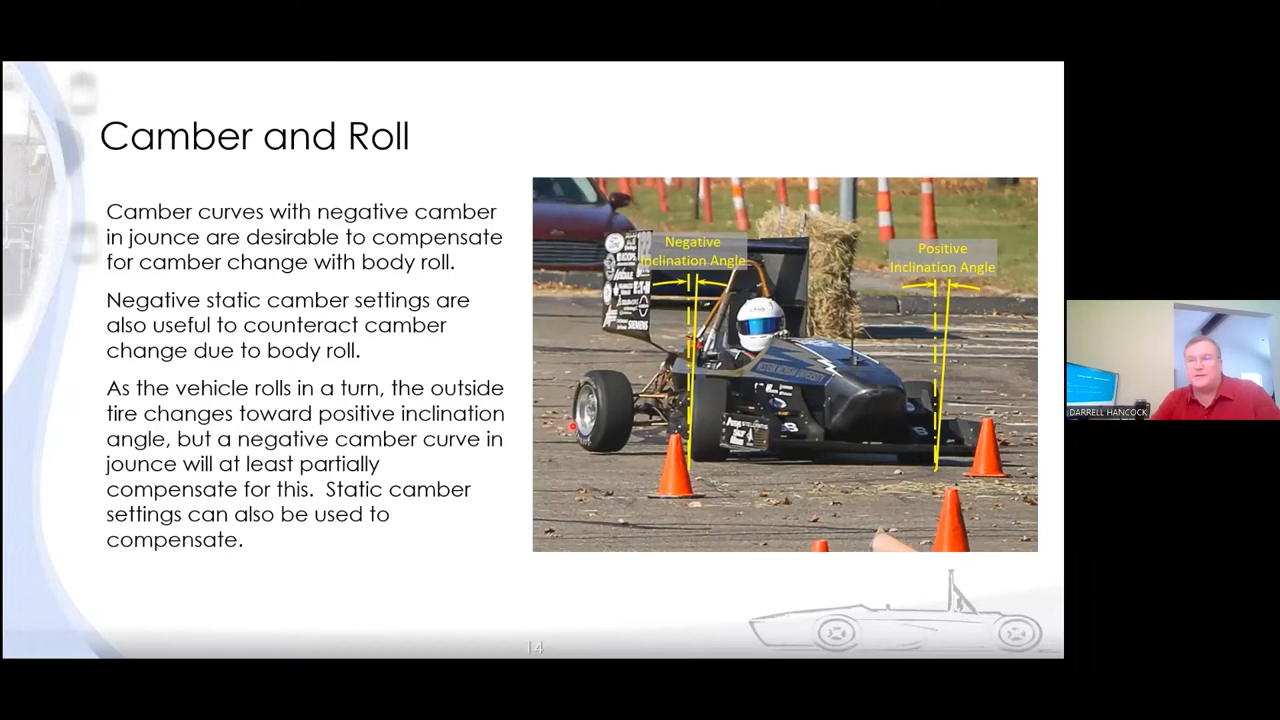 Camber and Roll
Camber curves with negative camber
in jounce are desirable to compensate
for camber change with body roll.
Negative static camber settings are
also useful to counteract camber
change due to body roll.
As the vehicle rolls in a turn, the outside
tire changes toward positive inclination
angle, but a negative camber curve in
jounce will at least partially
compensate for this.  Static camber
settings can also be used to
compensate.
Negative
Inclination Angle
Positive
Inclination Angle
SIEMENS
WESTERN MICHIGAN UNIVERSITY
14
DARRELL HANCOCK